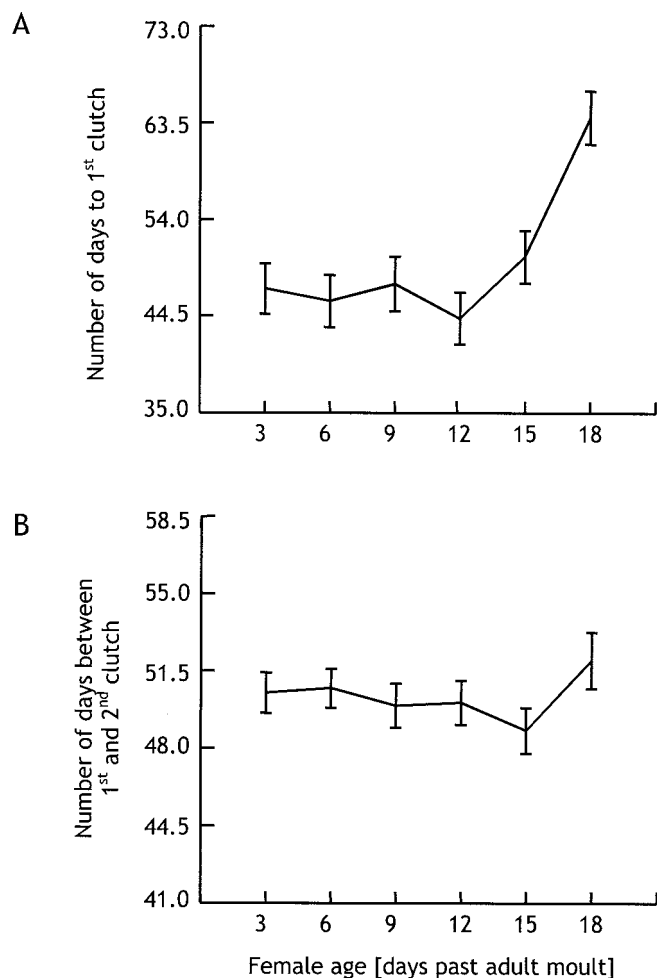 A
Number of days to 1st clutch
73.0
63.5
54.0
44.5
35.0
3 6 9 12 15 18
B
Number of days between
1st and 2nd clutch
58.5
55.0
51.5
48.0
44.5
41.0
3 6 9 12 15 18
Female age [days past adult moult]